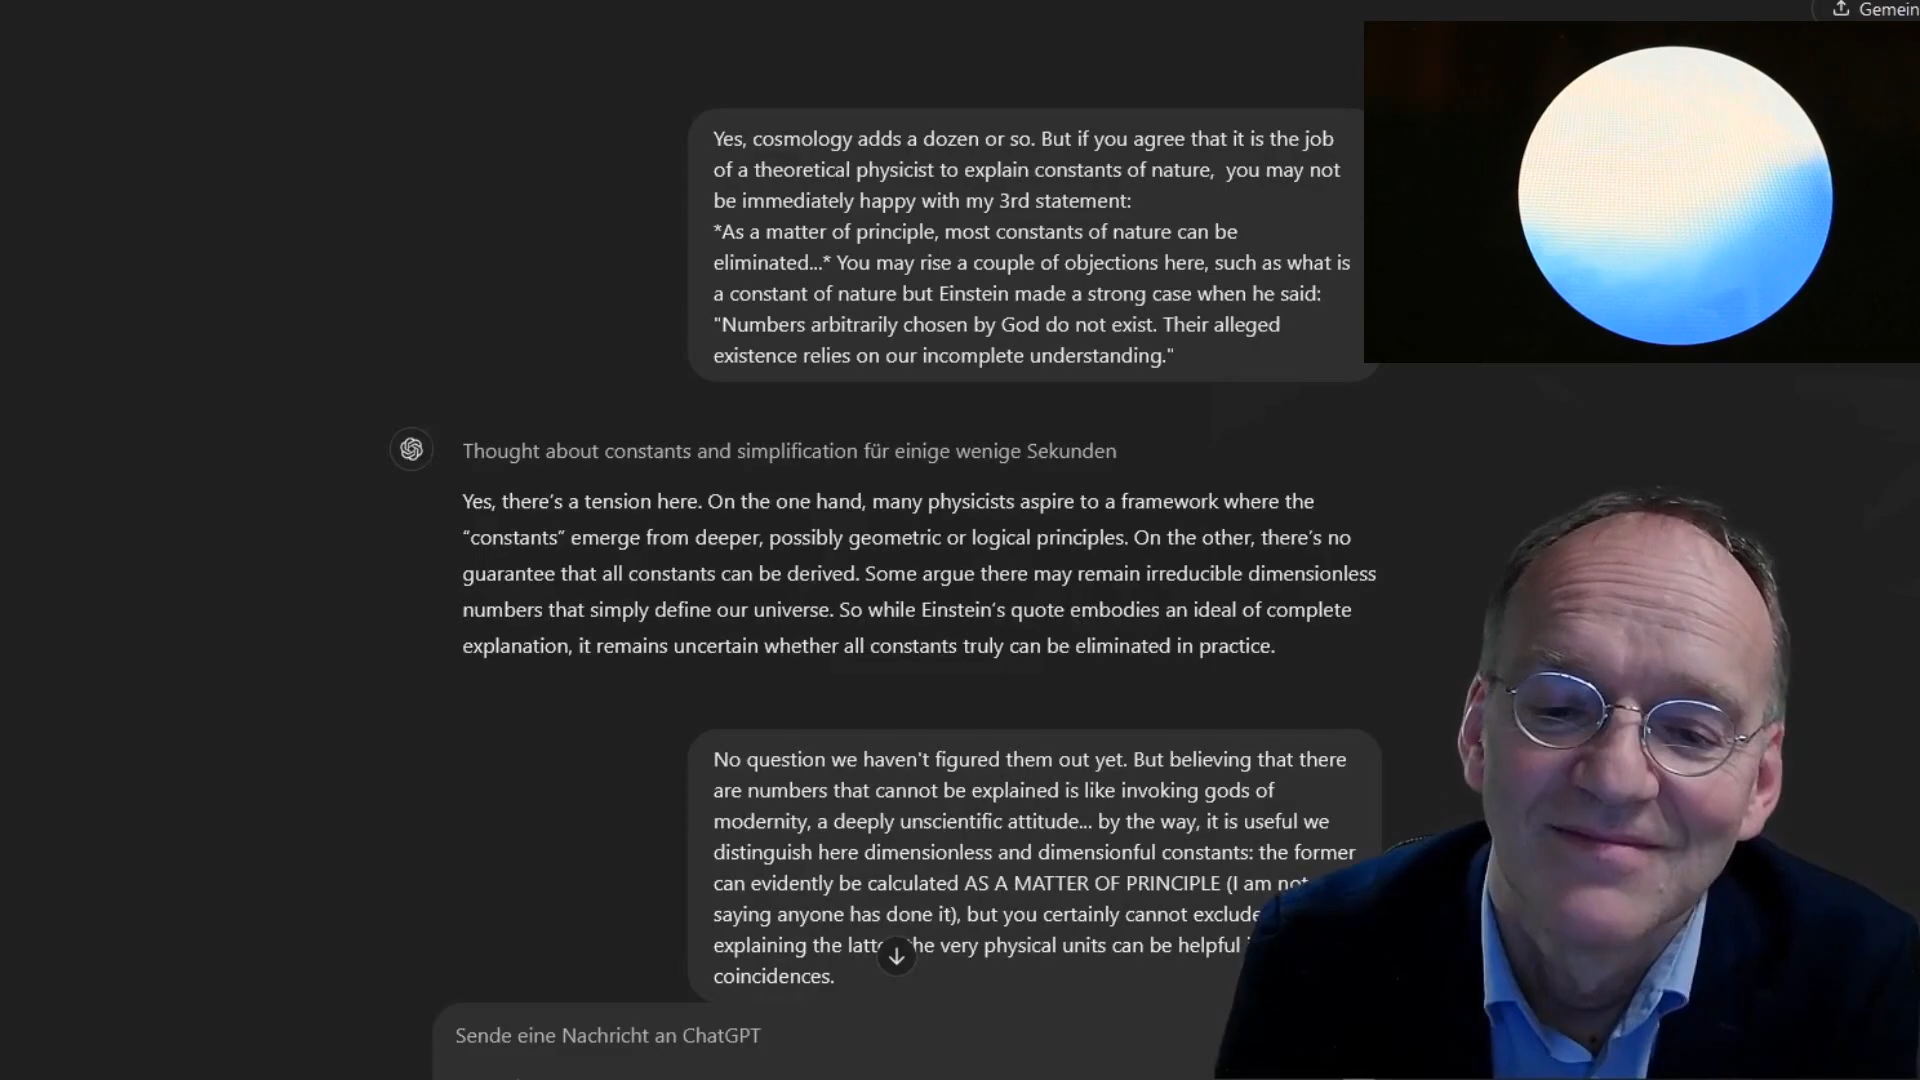 Gemein
Yes, cosmology adds a dozen or so. But if you agree that it is the job
of a theoretical physicist to explain constants of nature,  you may not
be immediately happy with my 3rd statement:
*As a matter of principle, most constants of nature can be
eliminated...* You may rise a couple of objections here, such as what is
a constant of nature but Einstein made a strong case when he said:
"Numbers arbitrarily chosen by God do not exist. Their alleged
existence relies on our incomplete understanding."
Thought about constants and simplification für einige wenige Sekunden
Yes, there’s a tension here. On the one hand, many physicists aspire to a framework where the
“constants” emerge from deeper, possibly geometric or logical principles. On the other, there’s no
guarantee that all constants can be derived. Some argue there may remain irreducible dimensionless
numbers that simply define our universe. So while Einstein’s quote embodies an ideal of complete
explanation, it remains uncertain whether all constants truly can be eliminated in practice.
No question we haven't figured them out yet. But believing that there
are numbers that cannot be explained is like invoking gods of
modernity, a deeply unscientific attitude... by the way, it is useful we
distinguish here dimensionless and dimensionful constants: the former
can evidently be calculated AS A MATTER OF PRINCIPLE (I am not
saying anyone has done it), but you certainly cannot exclude
explaining the very physical units can be helpful
coincidences.
Sende eine Nachricht an ChatGPT